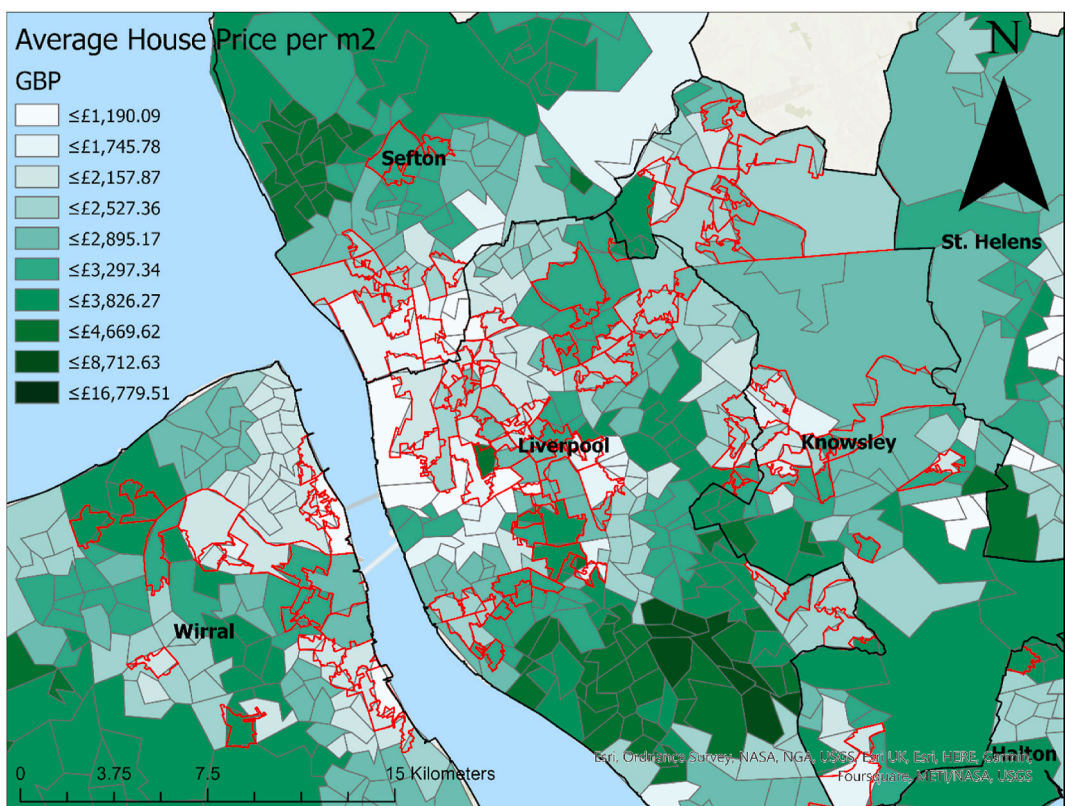 Average House Price per m2
GBP
≤£1,190.09
≤£1,745.78
≤£2,157.87
≤£2,527.36
≤£2,895.17
≤£3,297.34
≤£3,826.27
≤£4,669.62
≤£8,712.63
≤£16,779.51
N
Sefton
St. Helens
Liverpool
Knowsley
Wirral
Halton
0 3.75 7.5 15 Kilometers
Esri, Ordnance Survey, NASA, NGA, USGS, Esri UK, Esri, HERE, Garmin,
Foursquare, METI/NASA, USGS